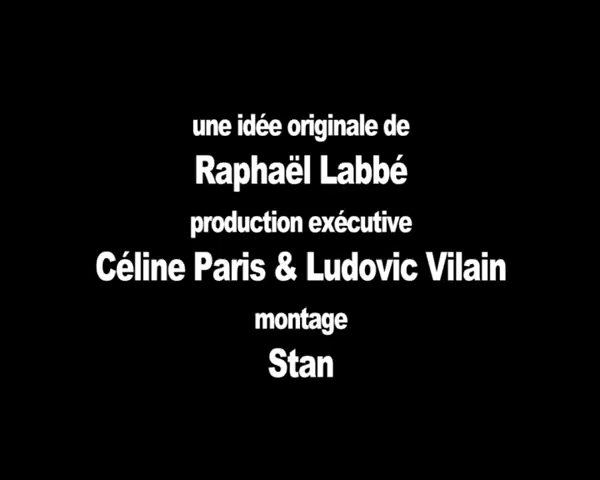 une idée originale de
Raphaël Labbé
production exécutive
Céline Paris & Ludovic Vilain
montage
Stan